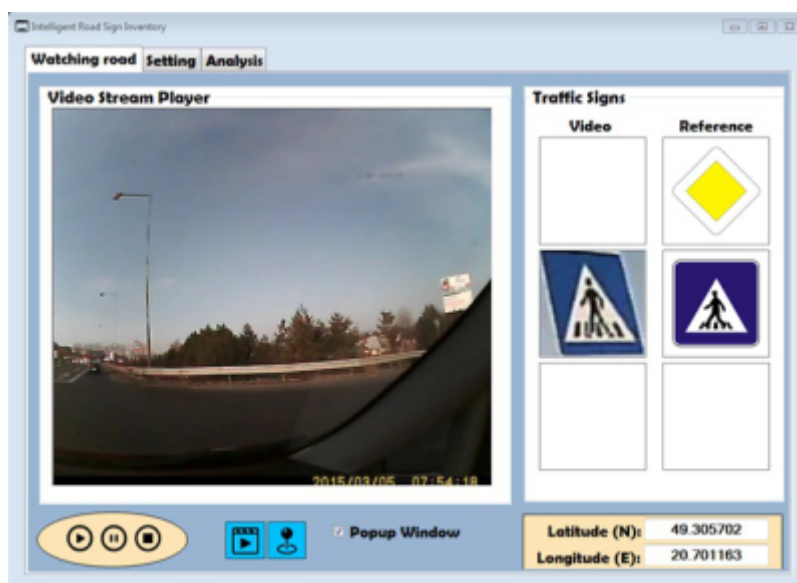 Intelligent Road Sign Inventory
Watching road Setting Analysis
Video Stream Player
2015/03/05 07:54:18
Traffic Signs
Video Reference
Popup Window
Latitude (N): 49.305702
Longitude (E): 20.701163